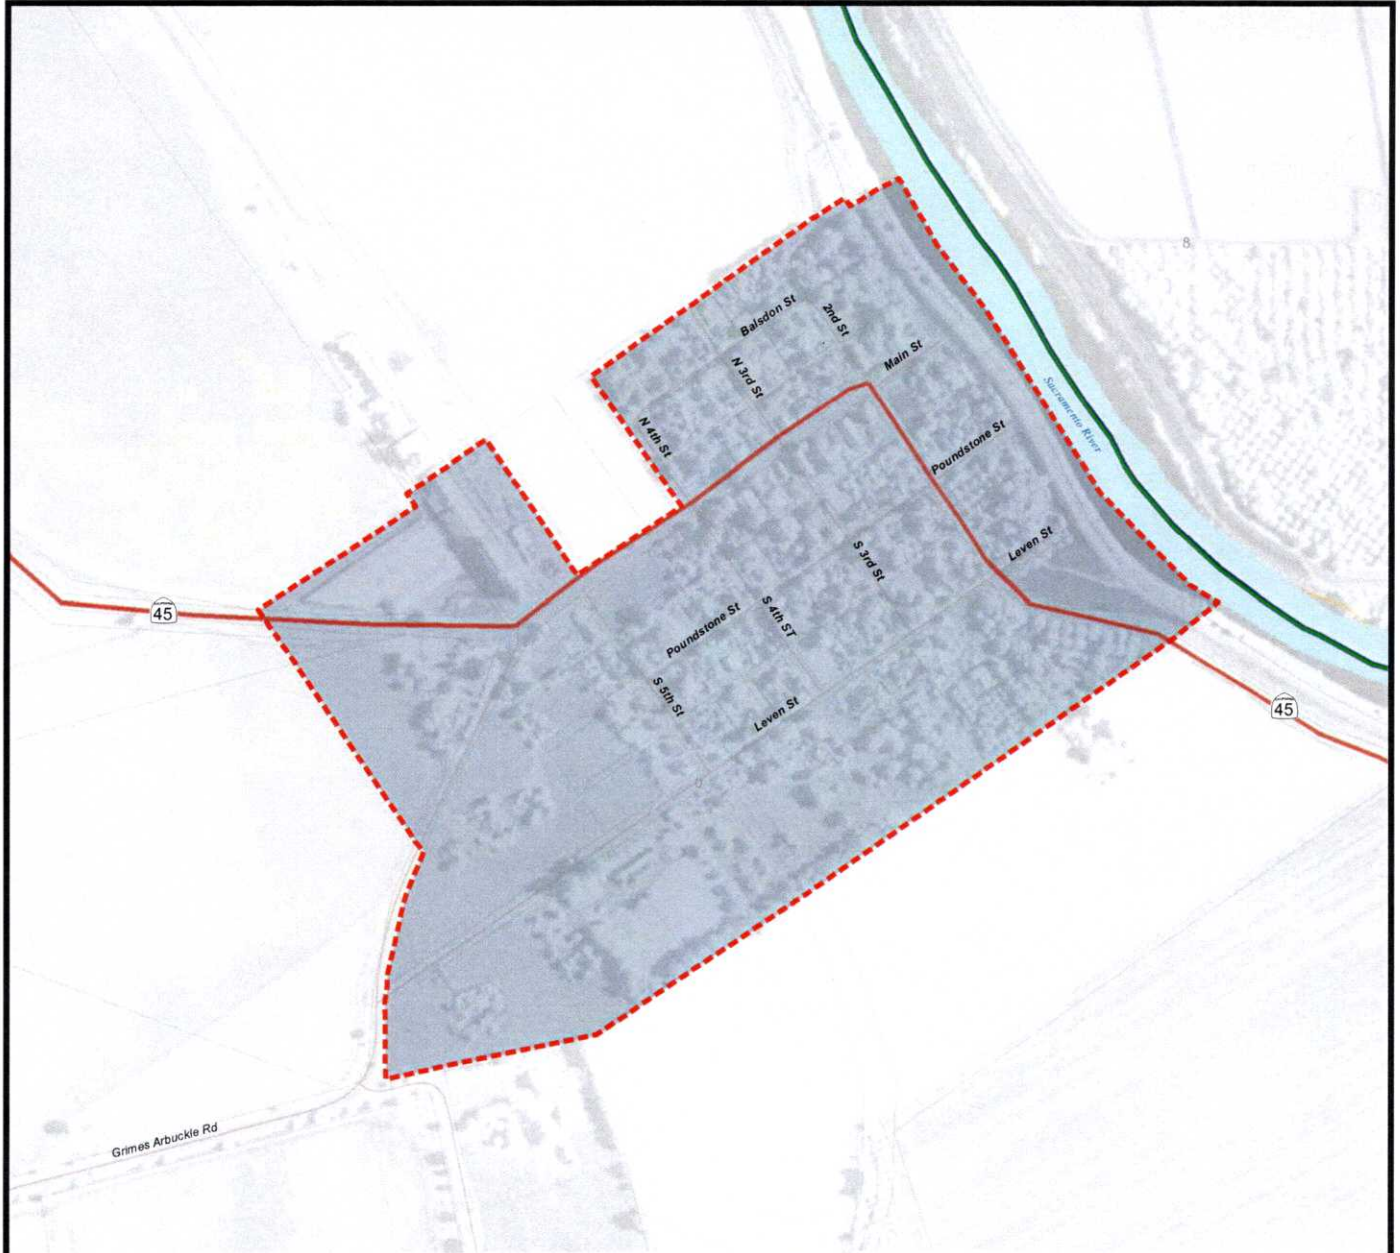 8
Balsdon St
2nd St
Main St
N 3rd St
Sacramento River
N 4th St
Poundstone St
Leven St
S 3rd St
45
Poundstone St
S 4th ST
S 5th St
Leven St
45
9
Grimes Arbuckle Rd